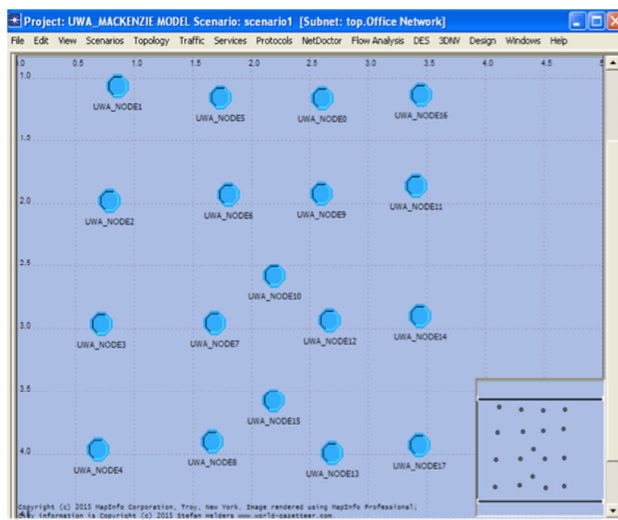 Project: UWA_MACKENZIE MODEL Scenario: scenario1 [Subnet: top.Office Network]
File Edit View Scenarios Topology Traffic Services Protocols NetDoctor Flow Analysis DES 3DNV Design Windows Help
0.5 1.0 1.5 2.0 2.5 3.0 3.5 4.0 4.5
1.0
UWA_NODE1 UWA_NODE5 UWA_NODE0 UWA_NODE16
UWA_NODE2 UWA_NODE6 UWA_NODE9 UWA_NODE11
2.0
2.5
UWA_NODE10
3.0
UWA_NODE3 UWA_NODE7 UWA_NODE12 UWA_NODE14
3.5
UWA_NODE15
4.0
UWA_NODE4 UWA_NODE8 UWA_NODE13 UWA_NODE17
Copyright (c) 2015 MapInfo Corporation, Troy, New York. Image rendered using MapInfo Professional;
City information is Copyright (c) 2015 Stefan Helders www.world-gazetteer.com.